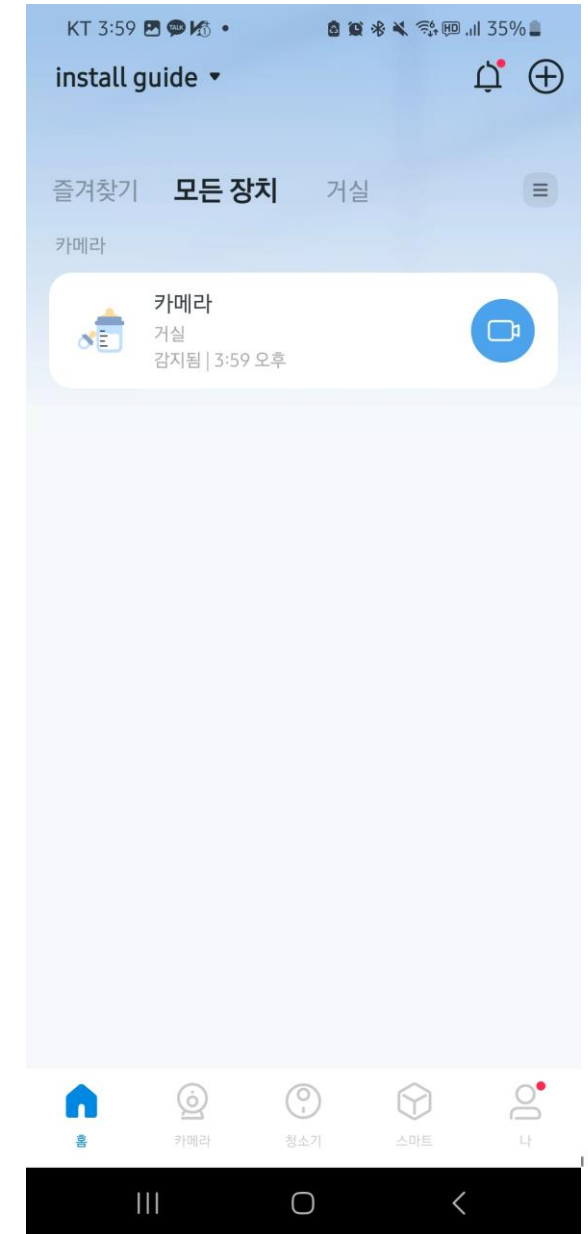 KT 3:59 TALK HD 35%
install guide
즐겨찾기 모든 장치 거실
카메라
카메라
거실
감지됨 | 3:59 오후
홈 카메라 청소기 스마트 나